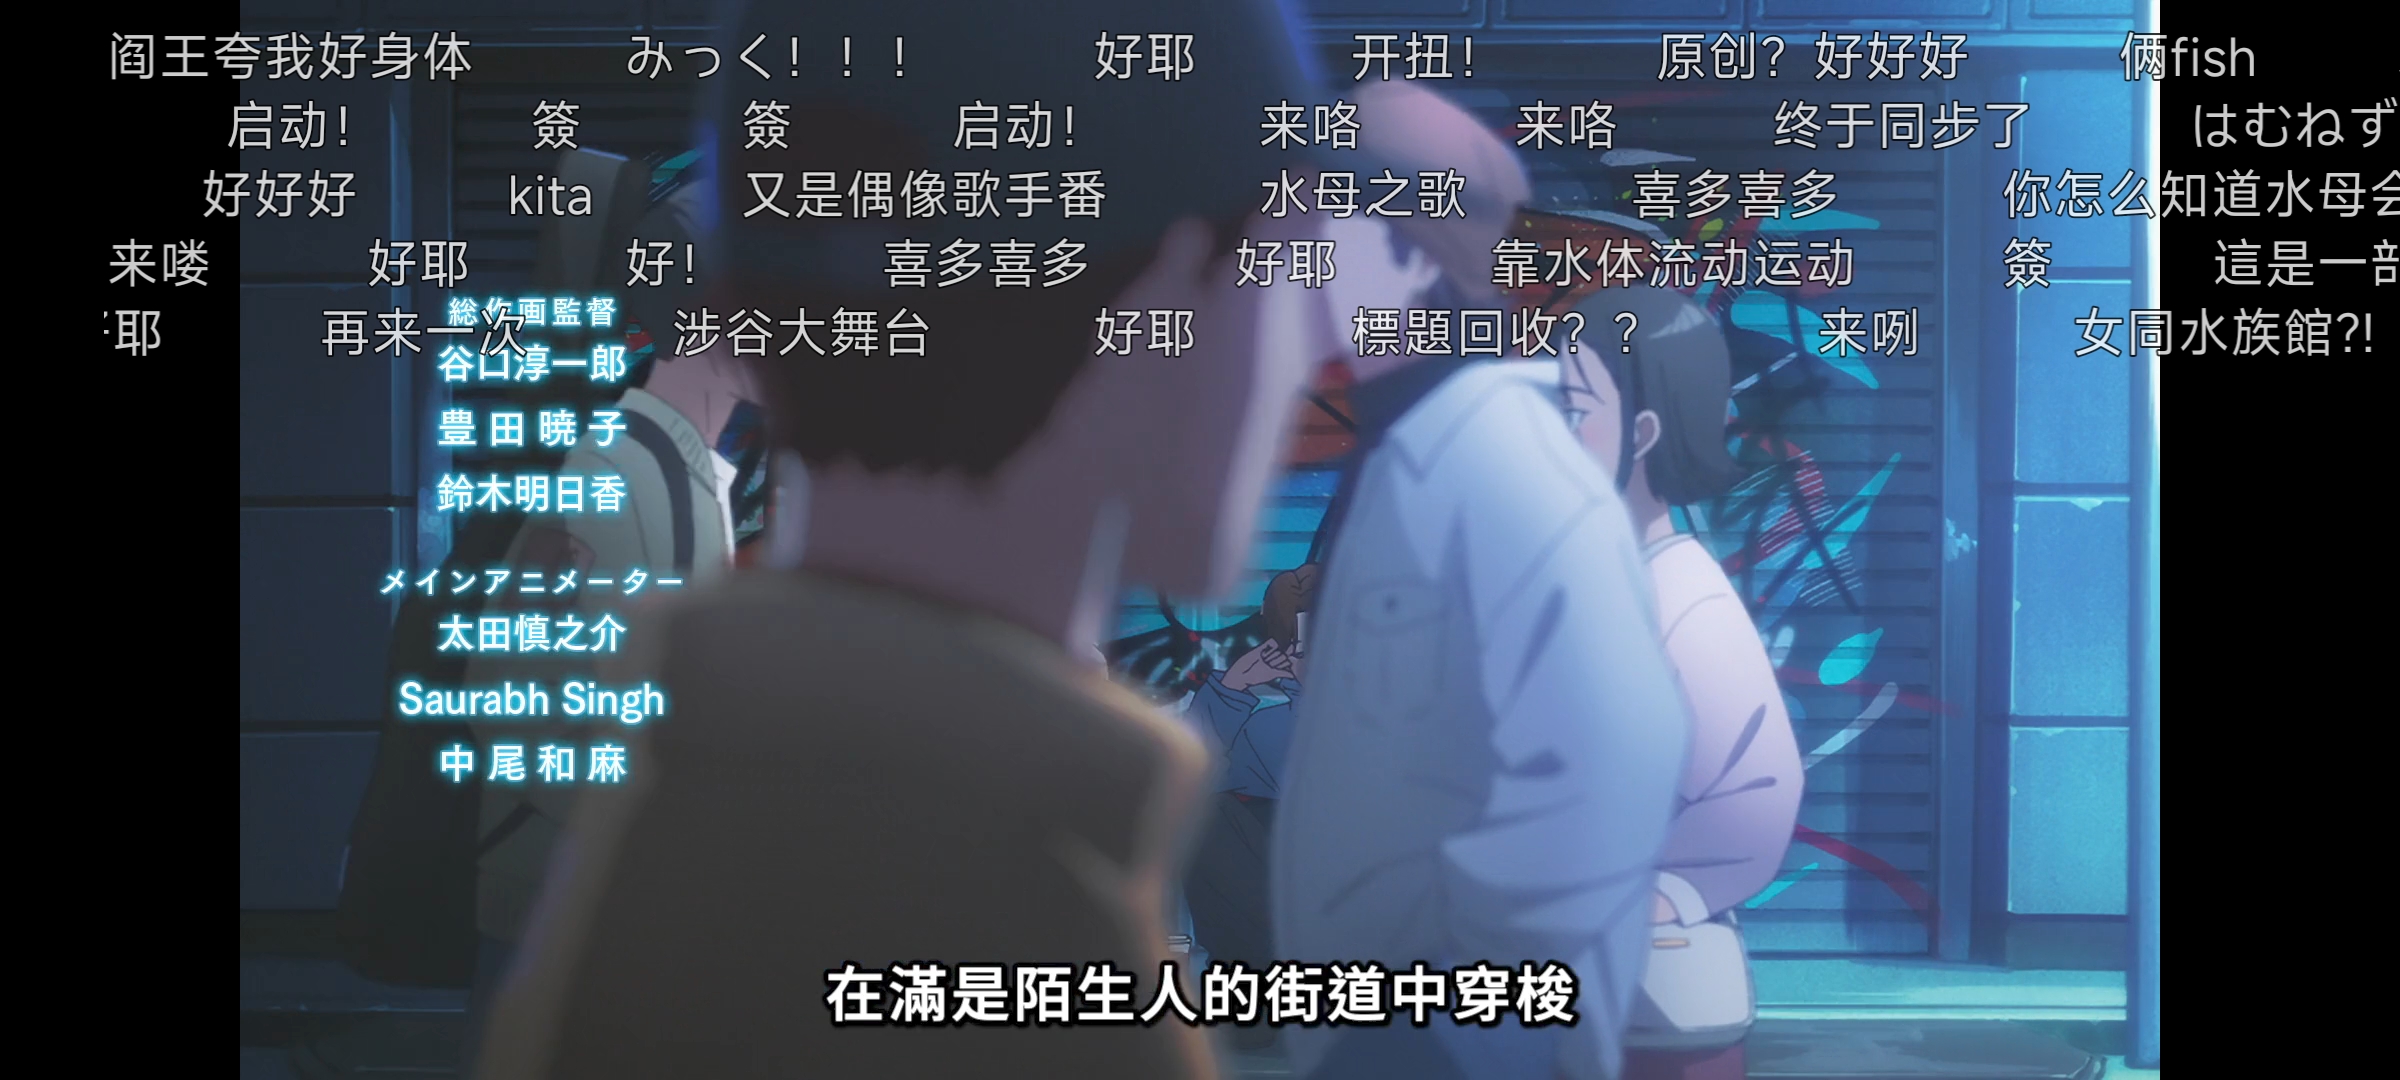 阎王夸我好身体 みっく！！！ 好耶 开扭！ 原创？好好好 俩fish
启动！ 簽 簽 启动！ 来咯 来咯 终于同步了 はむねず
好好好 kita 又是偶像歌手番 水母之歌 喜多喜多 你怎么知道水母会
来喽 好耶 好！ 喜多喜多 好耶 靠水体流动运动 簽 這是一部
耶 再来一次 涉谷大舞台 好耶 標題回收？？ 来咧 女同水族館?!
総作画監督
谷口淳一郎
豊田暁子
鈴木明日香
メインアニメーター
太田慎之介
Saurabh Singh
中尾和麻
在滿是陌生人的街道中穿梭